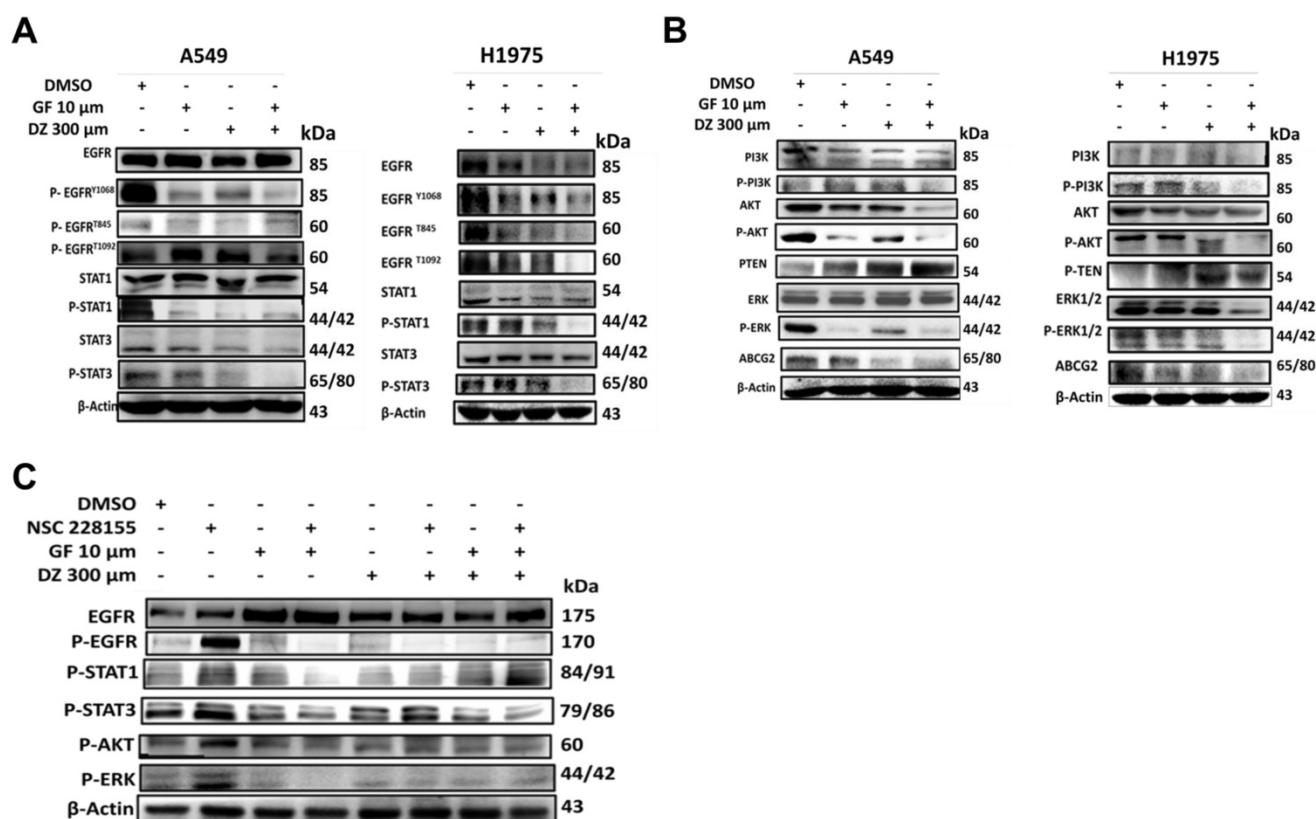 A
A549
DMSO + - - -
GF 10 μm - + - +
DZ 300 μm - - + + kDa
EGFR 85
P- EGFRY1068 85
P- EGFRT845 60
P- EGFRT1092 60
STAT1 54
P-STAT1 44/42
STAT3 44/42
P-STAT3 65/80
β-Actin 43
H1975
+ - - -
- + - +
- - + + kDa
EGFR 85
EGFR Y1068 85
EGFR T845 60
EGFR T1092 60
STAT1 54
P-STAT1 44/42
STAT3 44/42
P-STAT3 65/80
β-Actin 43
B
A549
DMSO + - - -
GF 10 μm - + - +
DZ 300 μm - - + + kDa
PI3K 85
P-PI3K 85
AKT 60
P-AKT 60
PTEN 54
ERK 44/42
P-ERK 44/42
ABCG2 65/80
β-Actin 43
H1975
+ - - -
- + - +
- - + + kDa
PI3K 85
P-PI3K 85
AKT 60
P-AKT 60
P-TEN 54
ERK1/2 44/42
P-ERK1/2 44/42
ABCG2 65/80
β-Actin 43
C
DMSO + - - - - - - -
NSC 228155 - + - + - + - +
GF 10 μm - - + + - - + +
DZ 300 μm - - - - + + + +
kDa
EGFR 175
P-EGFR 170
P-STAT1 84/91
P-STAT3 79/86
P-AKT 60
P-ERK 44/42
β-Actin 43